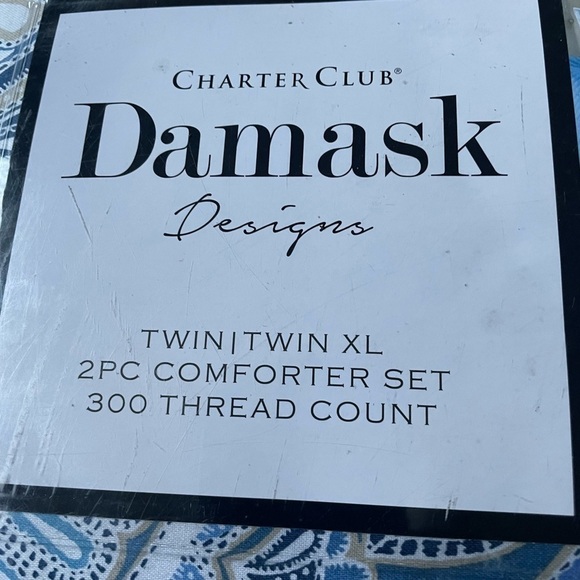 CHARTER CLUB®
Damask
Designs
TWIN|TWIN XL
2PC COMFORTER SET
300 THREAD COUNT